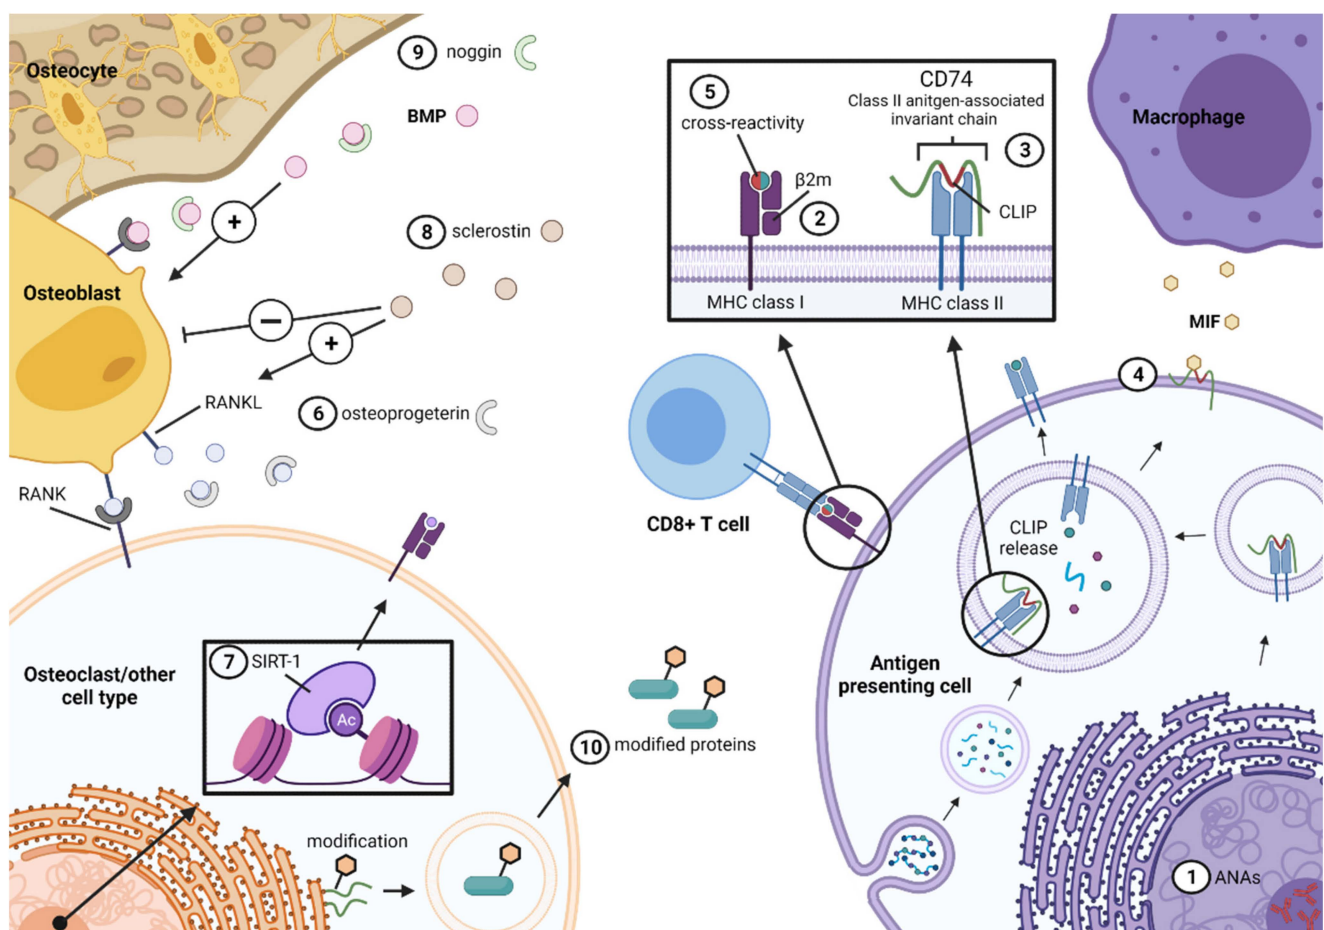 Osteocyte
9 noggin
BMP
+
Osteoblast
8 sclerostin
−
+
RANKL
6 osteoprogeterin
RANK
5
cross-reactivity
CD74
Class II anitgen-associated
invariant chain
3
β2m
2
CLIP
MHC class I
MHC class II
Macrophage
MIF
4
CD8+ T cell
CLIP
release
Antigen
presenting cell
1 ANAs
Osteoclast/other
cell type
7 SIRT-1
Ac
10 modified proteins
modification